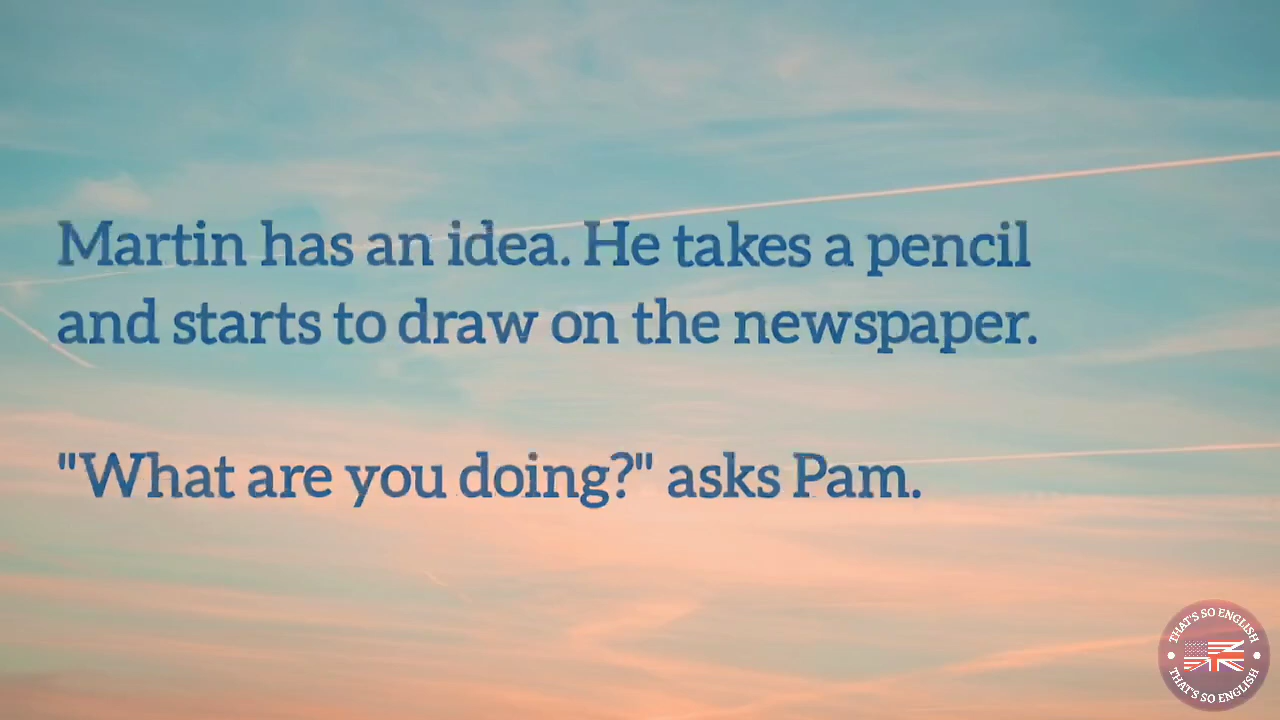 Martin has an idea. He takes a pencil
and starts to draw on the newspaper.
"What are you doing?" asks Pam.
THAT'S SO ENGLISH
THAT'S SO ENGLISH